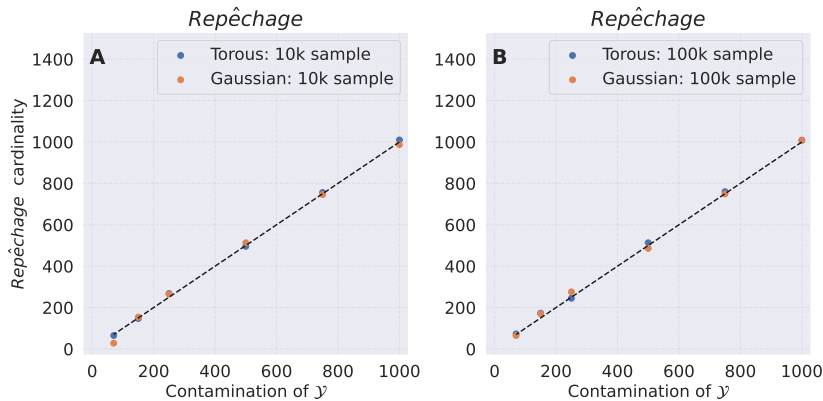 Repêchage
A
Torous: 10k sample
Gaussian: 10k sample
1400
1200
1000
800
600
400
200
0
Repêchage cardinality
0 200 400 600 800 1000
Contamination of 𝒴
Repêchage
B
Torous: 100k sample
Gaussian: 100k sample
1400
1200
1000
800
600
400
200
0
0 200 400 600 800 1000
Contamination of 𝒴